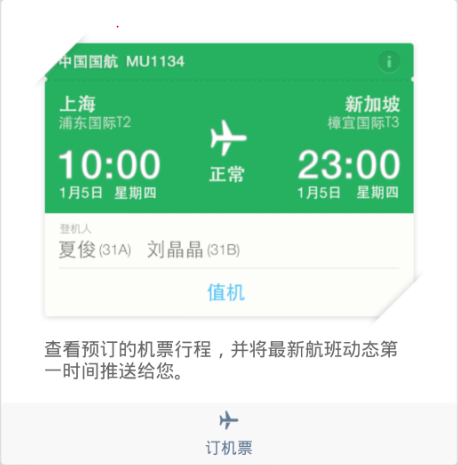 中国国航 MU1134
上海
新加坡
浦东国际T2
樟宜国际T3
10:00
23:00
正常
1月5日 星期四
1月5日 星期四
登机人
夏俊(31A) 刘晶晶(31B)
值机
查看预订的机票行程，并将最新航班动态第
一时间推送给您。
订机票